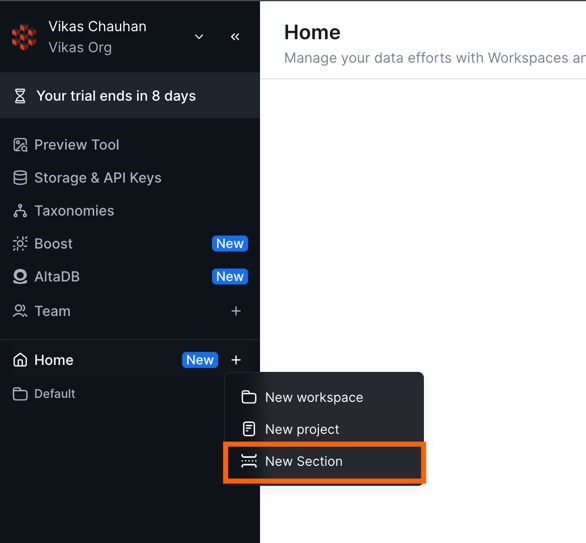 Vikas Chauhan
Vikas Org
Your trial ends in 8 days
Preview Tool
Storage & API Keys
Taxonomies
Boost New
AltaDB New
Team
Home New
Default
Home
Manage your data efforts with Workspaces
New workspace
New project
New Section